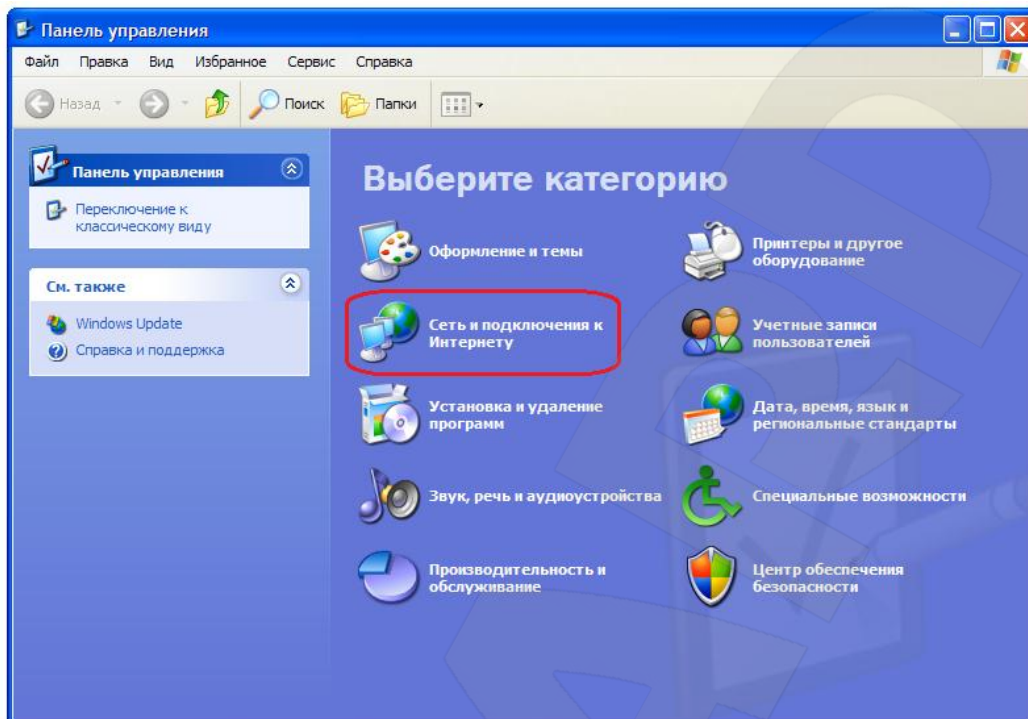 Панель управления
Файл Правка Вид Избранное Сервис Справка
Назад Поиск Папки
Панель управления
Переключение к
классическому виду
См. также
Windows Update
Справка и поддержка
Выберите категорию
Оформление и темы
Принтеры и другое
оборудование
Сеть и подключения к
Интернету
Учетные записи
пользователей
Установка и удаление
программ
Дата, время, язык и
региональные стандарты
Звук, речь и аудиоустройства
Специальные возможности
Производительность и
обслуживание
Центр обеспечения
безопасности